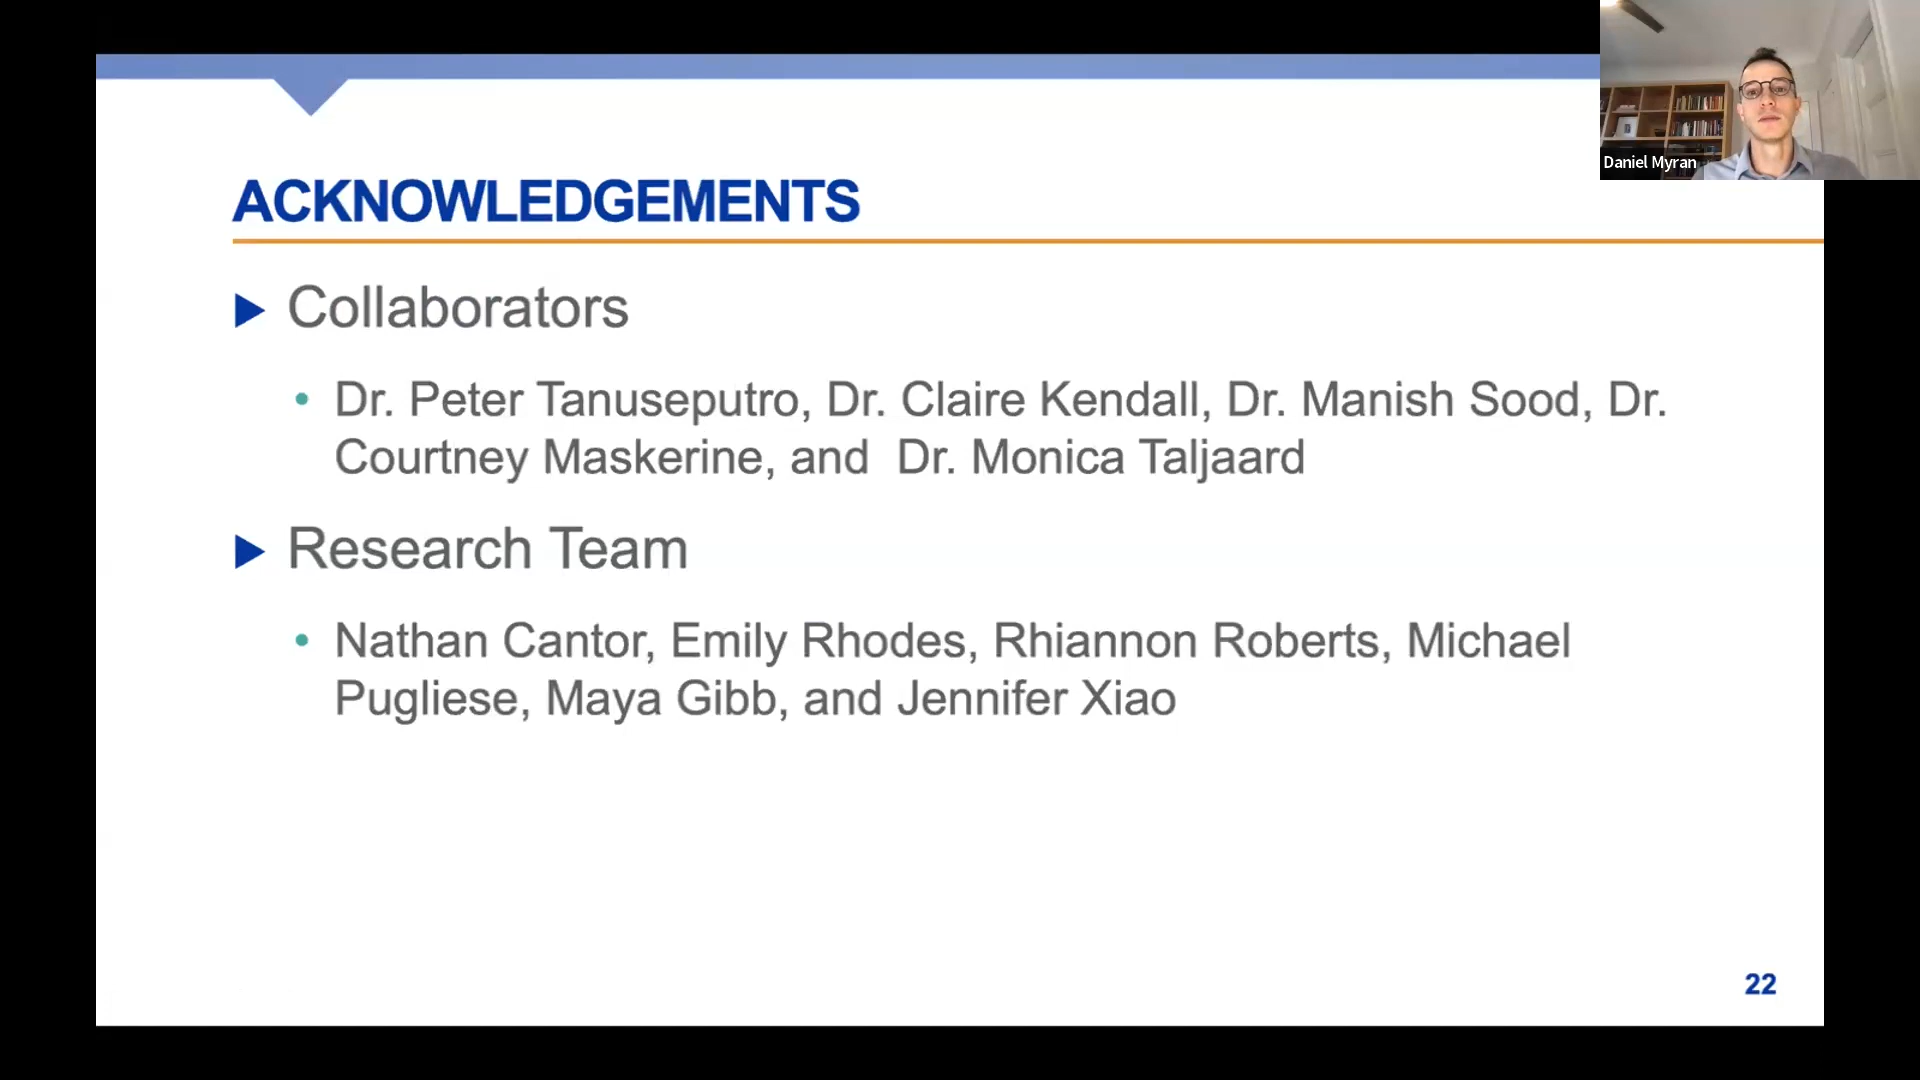 Daniel Myran
ACKNOWLEDGEMENTS
Collaborators
Dr. Peter Tanuseputro, Dr. Claire Kendall, Dr. Manish Sood, Dr.
Courtney Maskerine, and  Dr. Monica Taljaard
Research Team
Nathan Cantor, Emily Rhodes, Rhiannon Roberts, Michael
Pugliese, Maya Gibb, and Jennifer Xiao
22